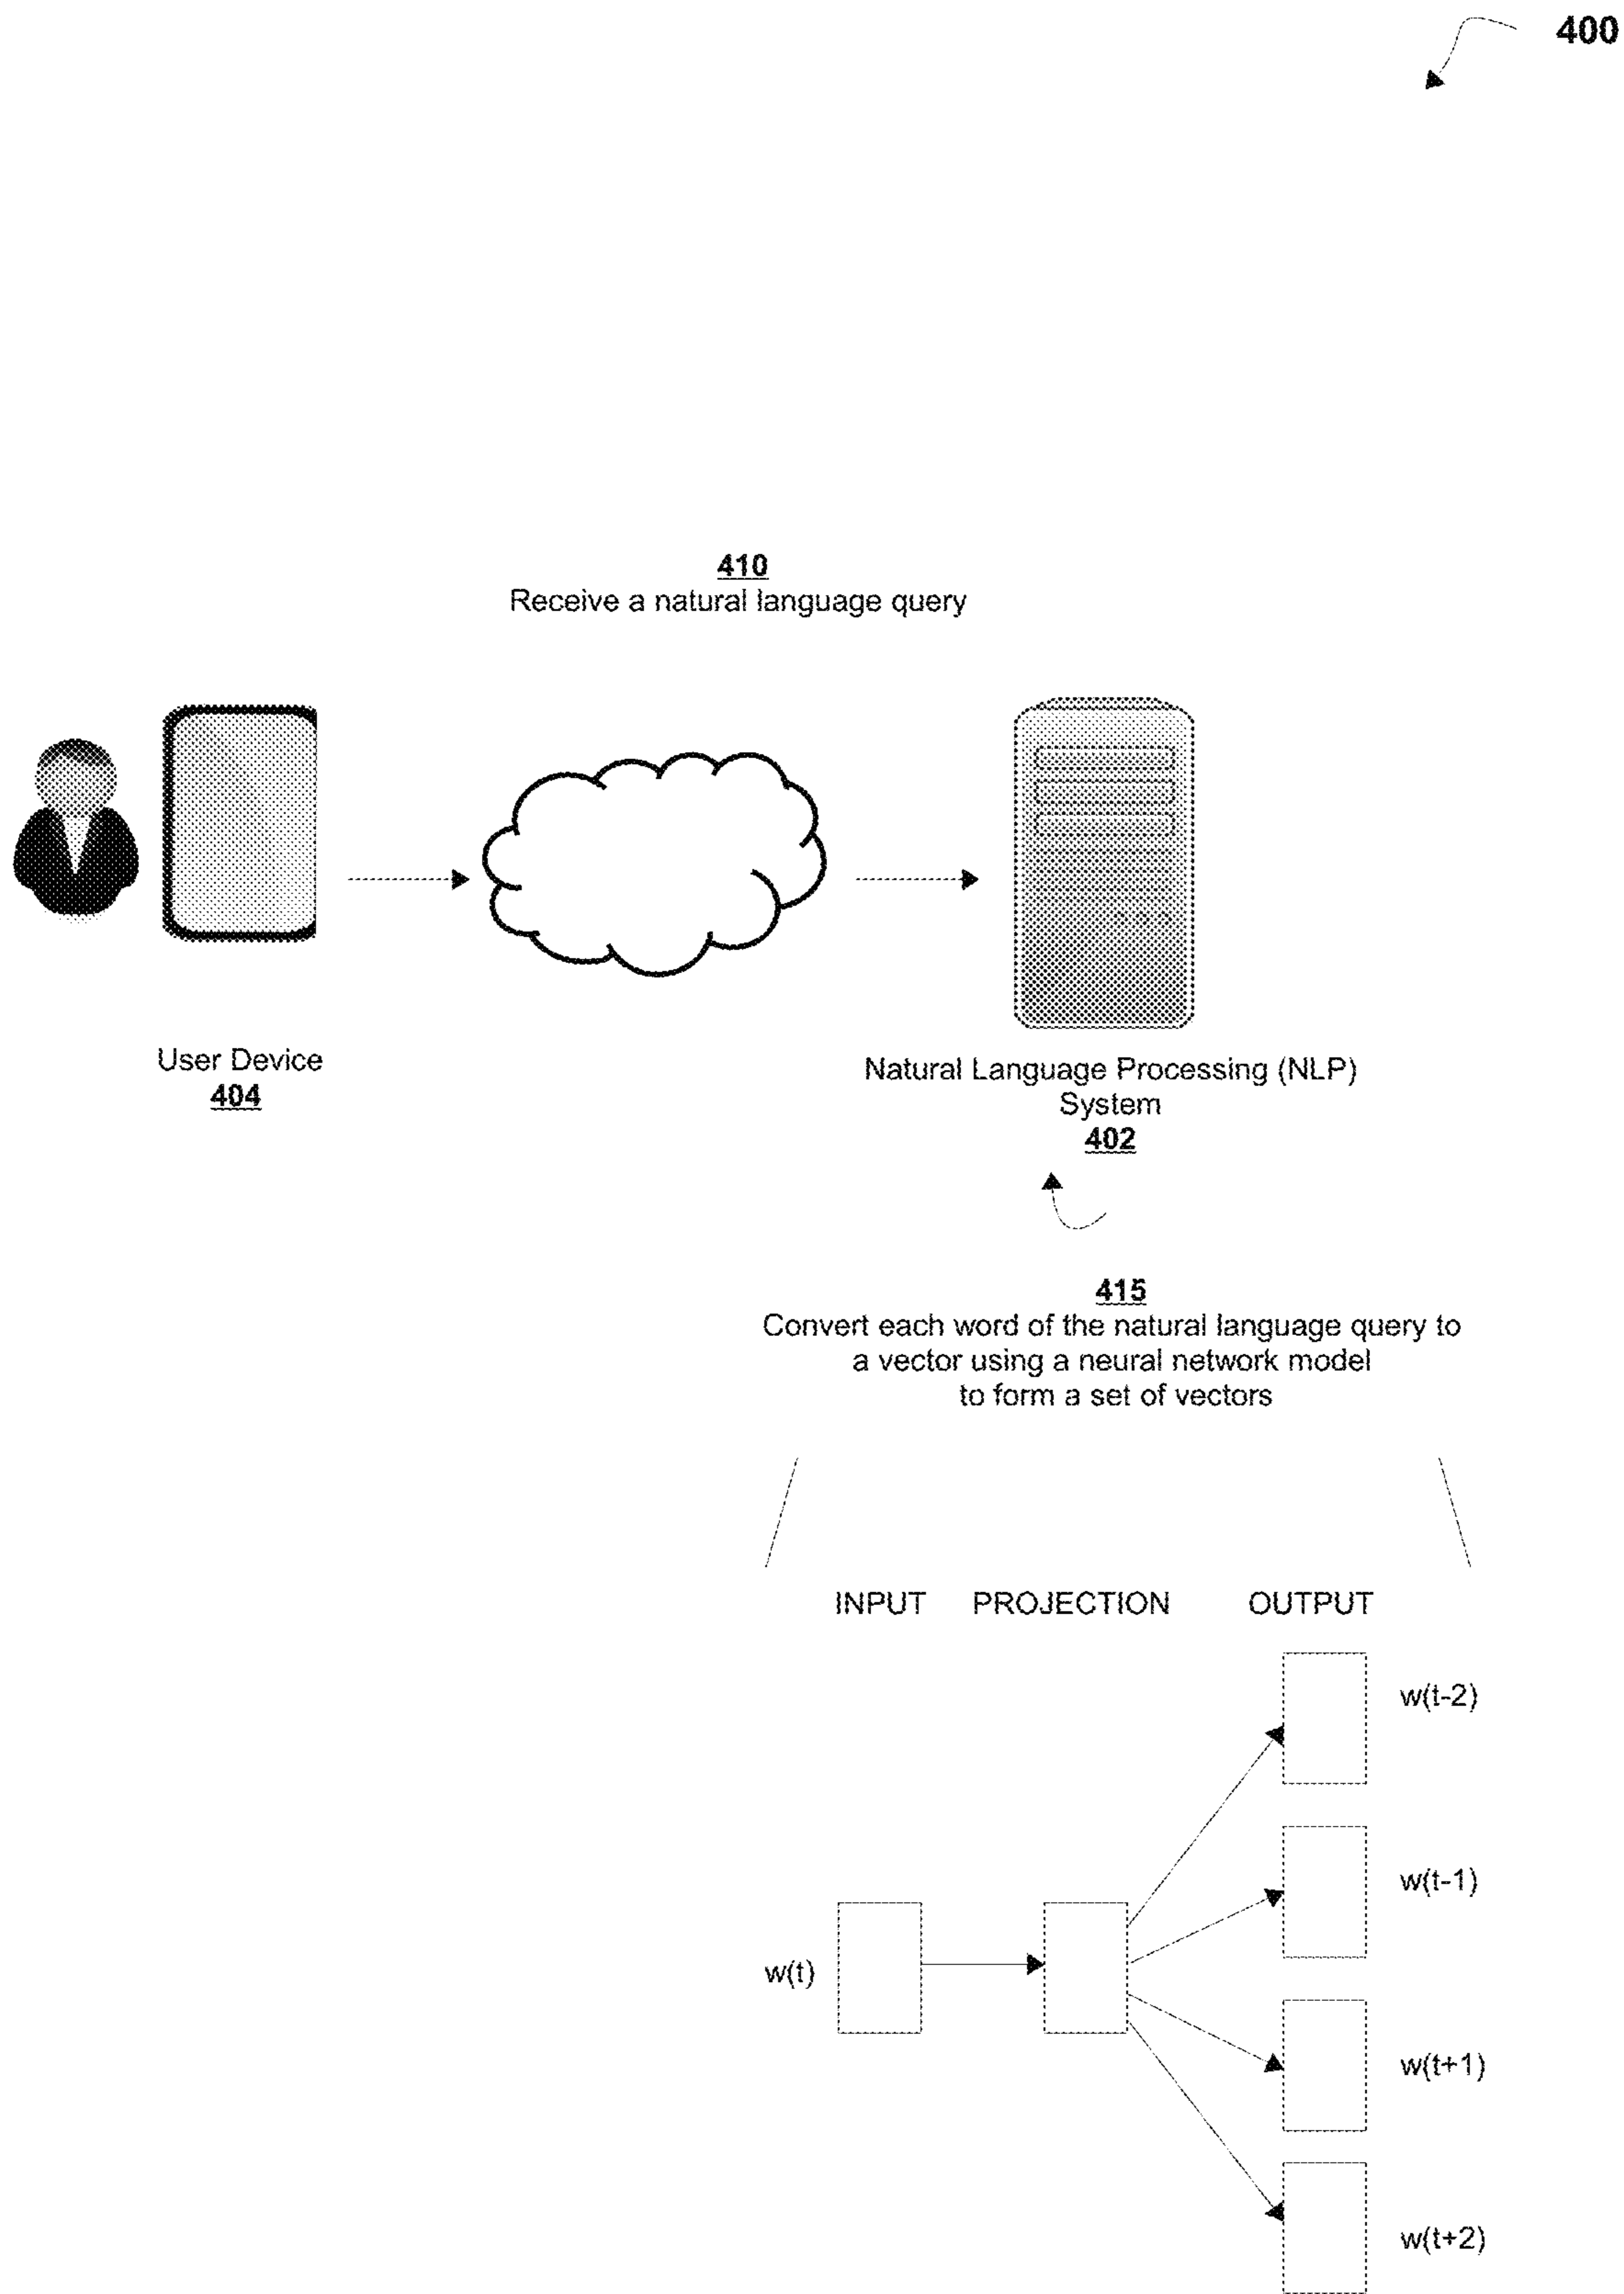 400
410
Receive a natural language query
User Device
404
Natural Language Processing (NLP)
System
402
415
Convert each word of the natural language query to
a vector using a neural network model
to form a set of vectors
INPUT PROJECTION OUTPUT
w(t-2)
w(t-1)
w(t)
w(t+1)
w(t+2)